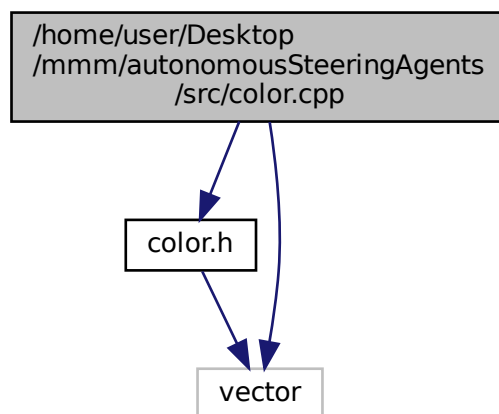 /home/user/Desktop
/mmm/autonomousSteeringAgents
/src/color.cpp
color.h
vector